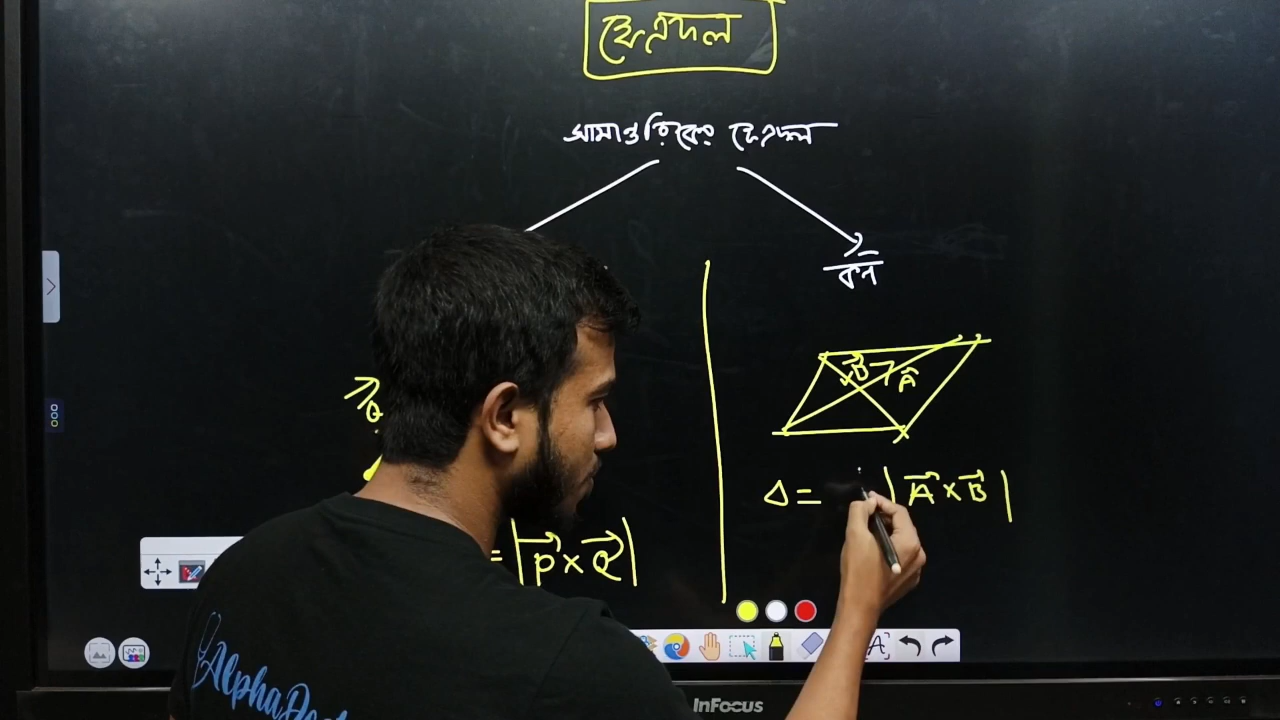 ক্ষেত্রফল
সামান্তরিকের ক্ষেত্রফল
কর্ণ
Q
B A
Δ = |A × B|
= |P × Q|
A
InFocus